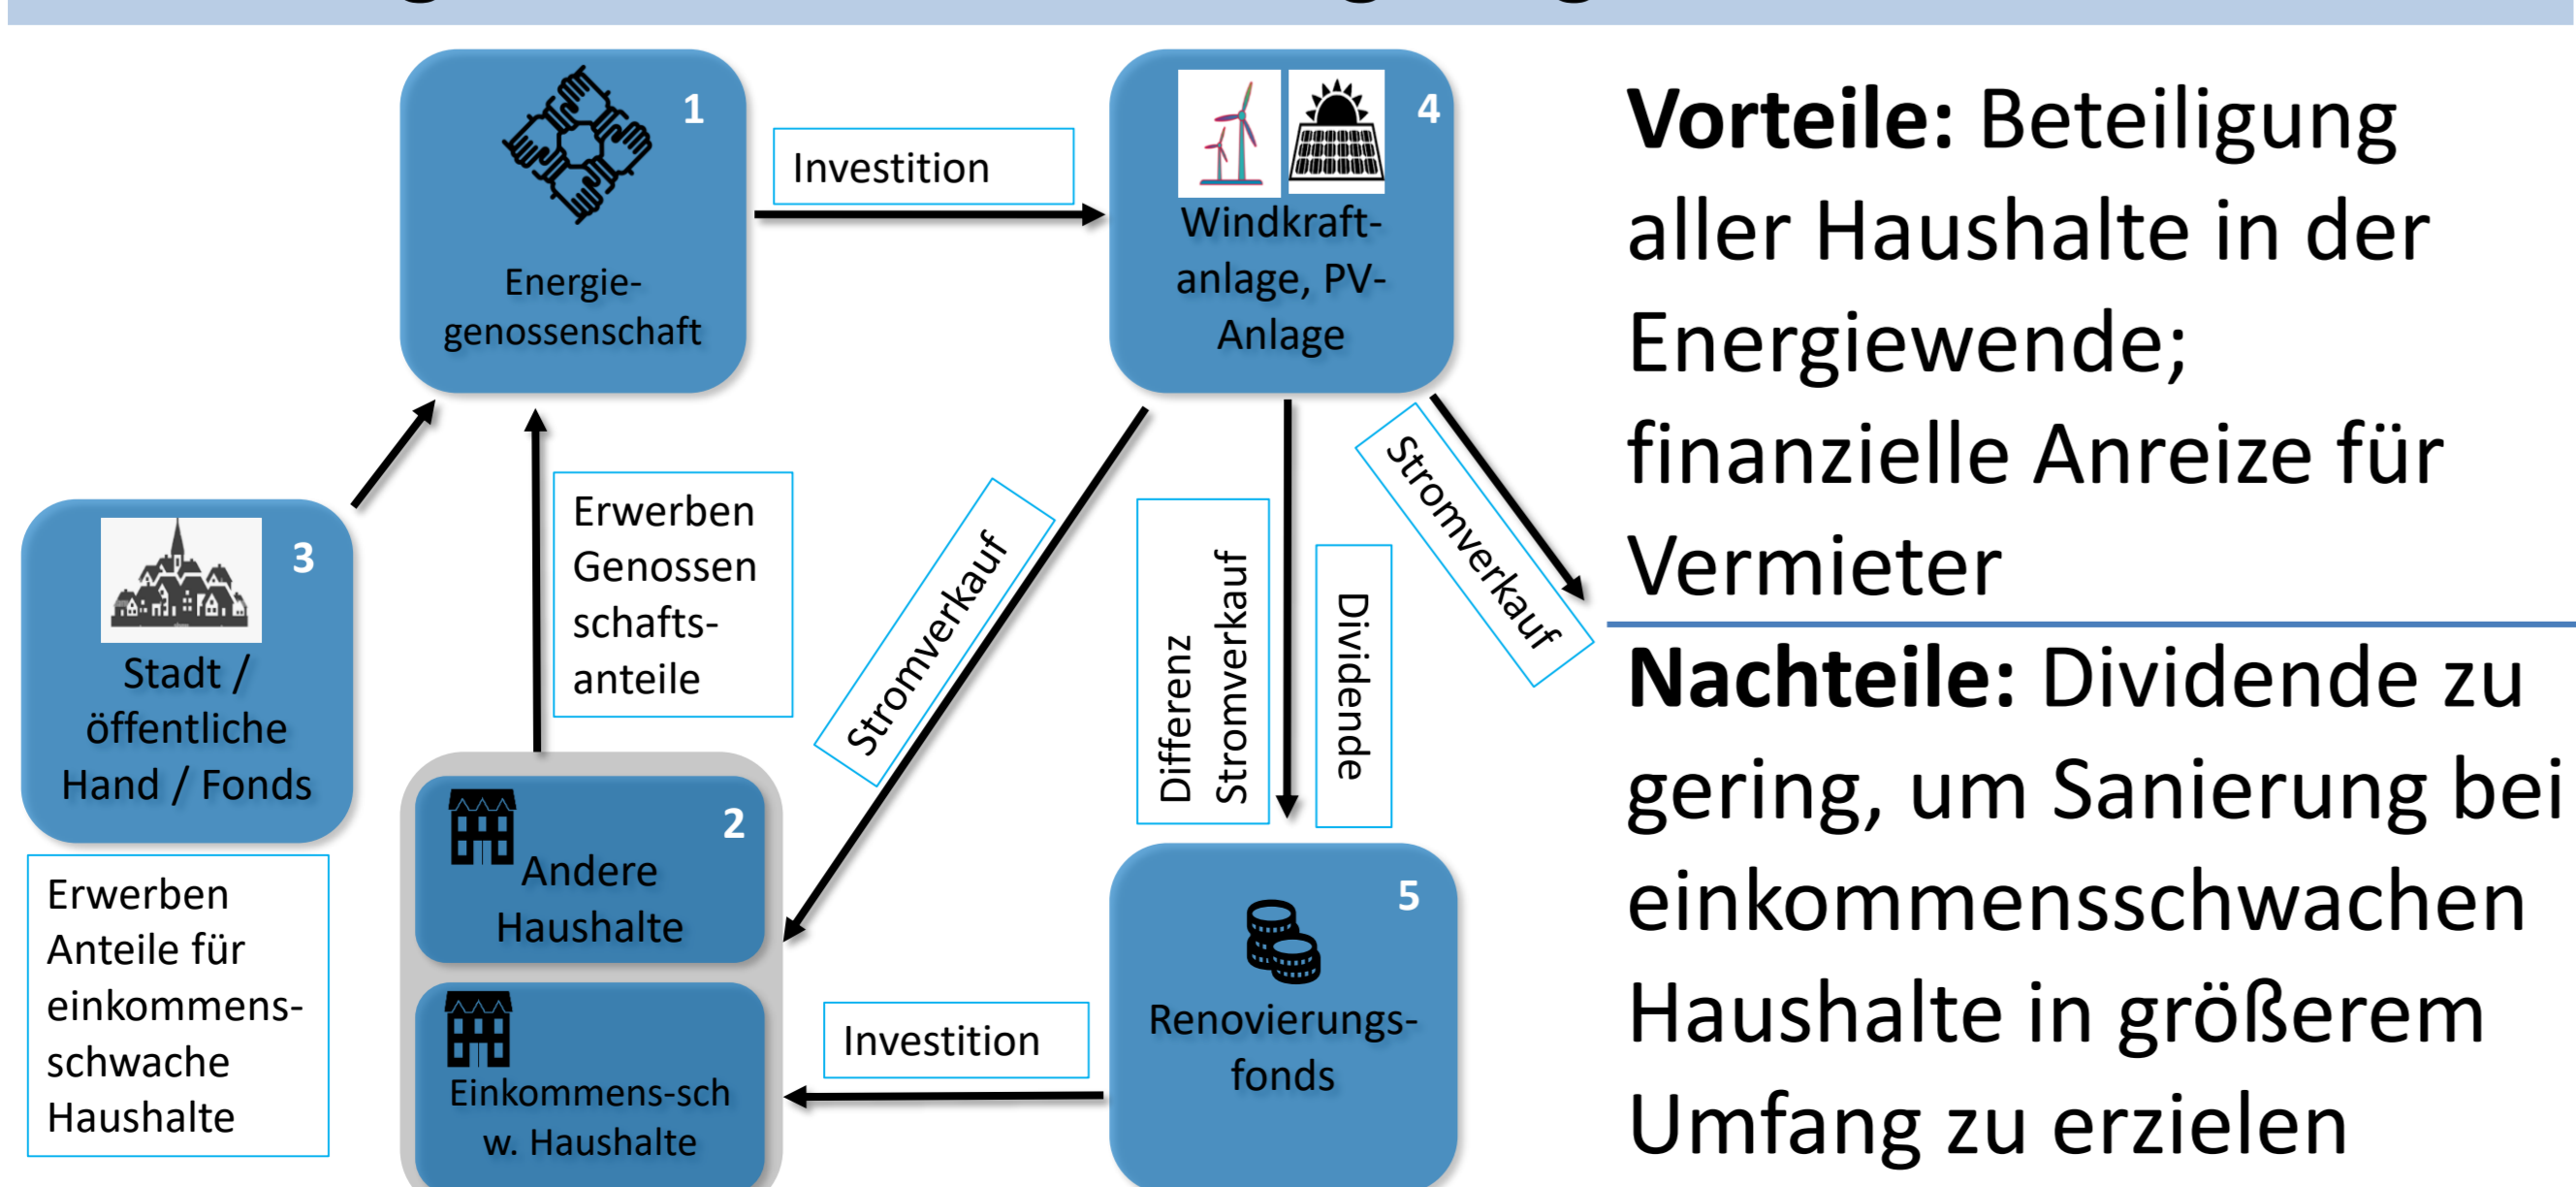 1
Energie-
genossenschaft
Investition
4
Windkraft-
anlage, PV-
Anlage
3
Stadt /
öffentliche
Hand / Fonds
Erwerben
Anteile für
einkommens-
schwache
Haushalte
Erwerben
Genossen
schafts-
anteile
2
Andere
Haushalte
Einkommens-sch
w. Haushalte
Stromverkauf
Differenz
Stromverkauf
Dividende
Stromverkauf
Investition
5
Renovierungs-
fonds
Vorteile: Beteiligung
aller Haushalte in der
Energiewende;
finanzielle Anreize für
Vermieter
Nachteile: Dividende zu
gering, um Sanierung bei
einkommensschwachen
Haushalte in größerem
Umfang zu erzielen